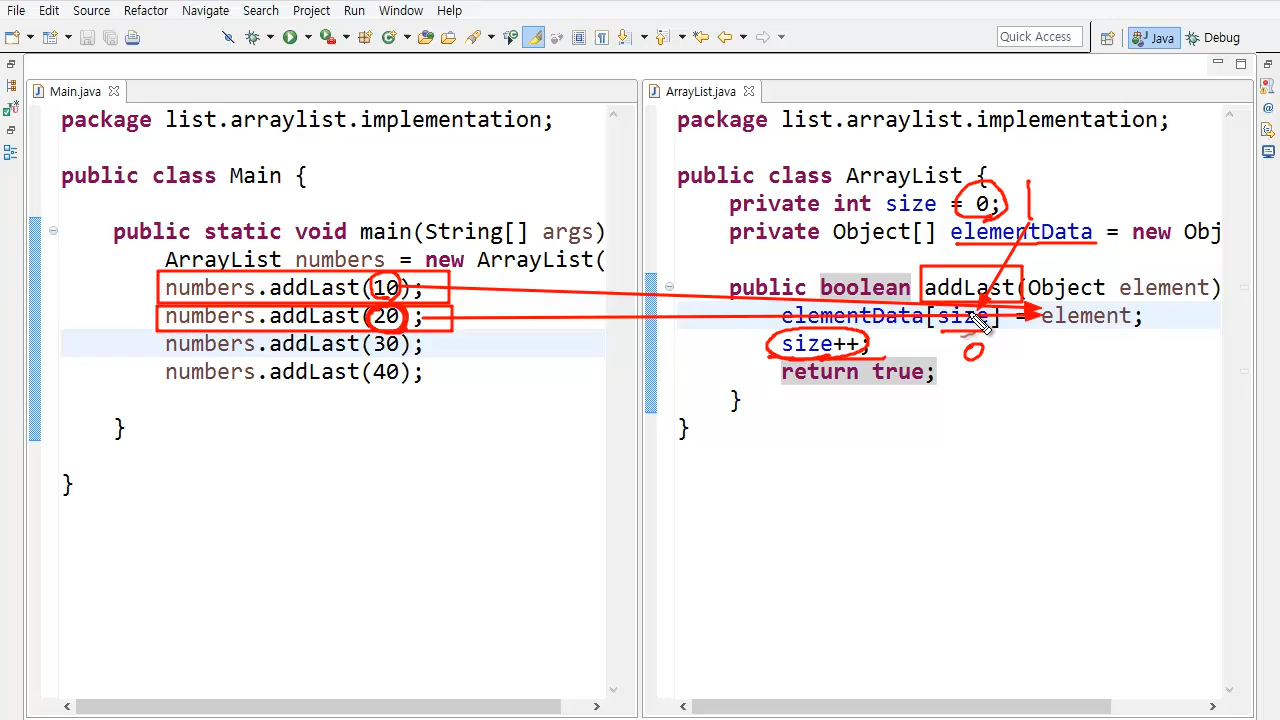 File Edit Source Refactor Navigate Search Project Run Window Help
Quick Access Java Debug
Main.java
package list.arraylist.implementation;
public class Main {
public static void main(String[] args)
ArrayList numbers = new ArrayList(
numbers.addLast(10);
numbers.addLast(20);
numbers.addLast(30);
numbers.addLast(40);
}
}
ArrayList.java
package list.arraylist.implementation;
public class ArrayList {
private int size = 0;
1
private Object[] elementData = new Obj
public boolean addLast(Object element)
elementData[size] = element;
size++;
0
return true;
}
}